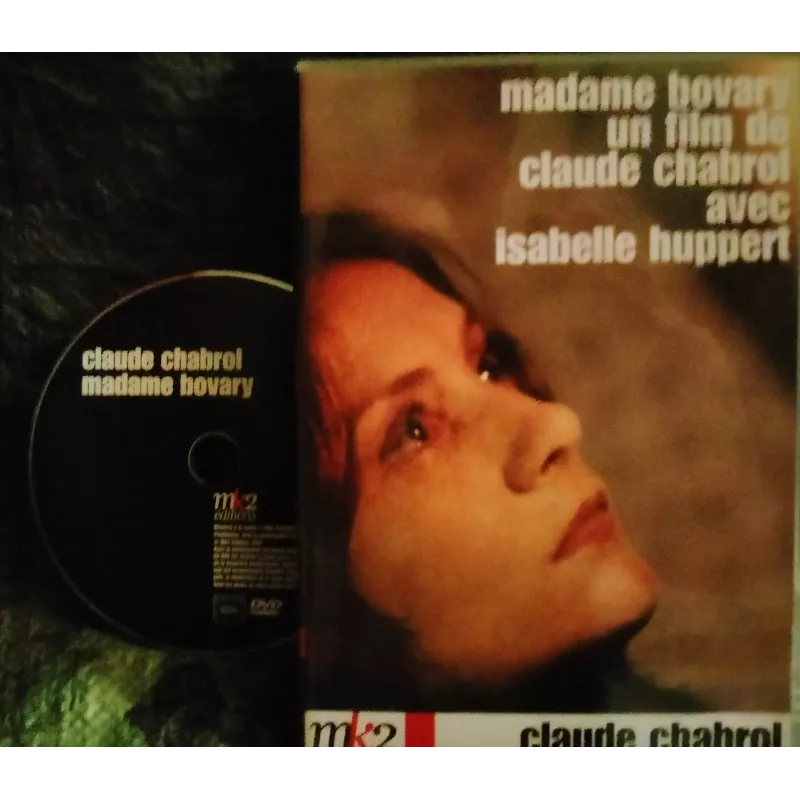 madame bovary
un film de
claude chabrol
avec
isabelle huppert
claude chabrol
madame bovary
mk2
editions
DVD
mk2
claude chabrol